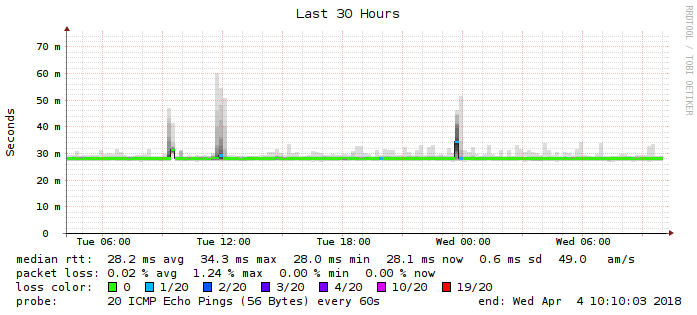 Last 30 Hours
RRDTOOL / TOBI OETIKER
Seconds
70 m
60 m
50 m
40 m
30 m
20 m
10 m
0
Tue 06:00 Tue 12:00 Tue 18:00 Wed 00:00 Wed 06:00
median rtt: 28.2 ms avg 34.3 ms max 28.0 ms min 28.1 ms now 0.6 ms sd 49.0 am/s
packet loss: 0.02 % avg 1.24 % max 0.00 % min 0.00 % now
loss color: 0 1/20 2/20 3/20 4/20 10/20 19/20
probe: 20 ICMP Echo Pings (56 Bytes) every 60s end: Wed Apr 4 10:10:03 2018